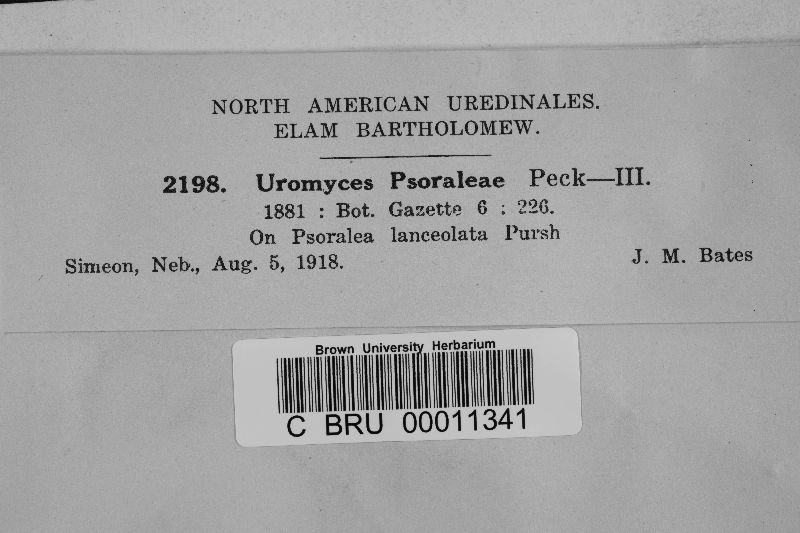 NORTH AMERICAN UREDINALES.
ELAM BARTHOLOMEW.
2198. Uromyces Psoraleae Peck—III.
1881 : Bot. Gazette 6 : 226.
On Psoralea lanceolata Pursh
Simeon, Neb., Aug. 5, 1918. J. M. Bates
Brown University Herbarium
C BRU 00011341